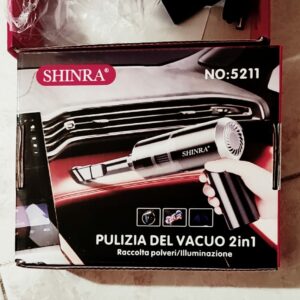 SHINRA®
NO:5211
SHINRA®
PULIZIA DEL VACUO 2in1
Raccolta polveri/Illuminazione